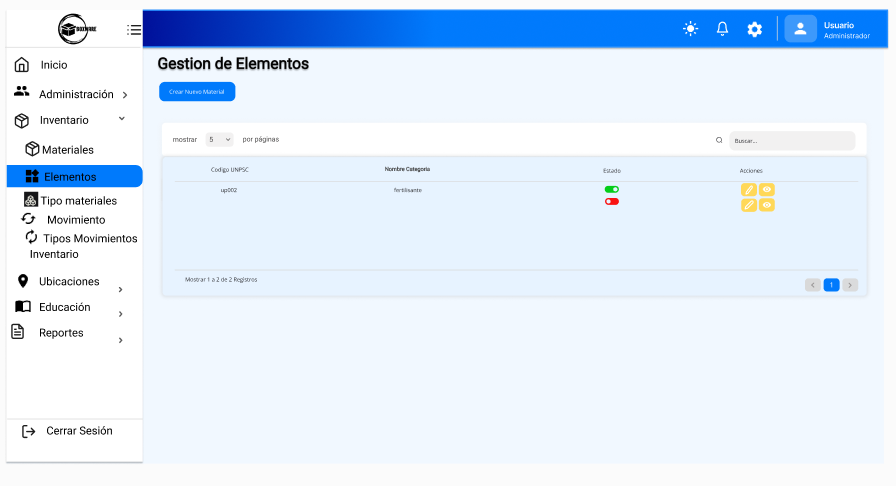 BOXWARE
Usuario
Administrador
Inicio
Administración
Inventario
Materiales
Elementos
Tipo materiales
Movimiento
Tipos Movimientos
Inventario
Ubicaciones
Educación
Reportes
Cerrar Sesión
Gestion de Elementos
Crear Nuevo Material
mostrar 5 por páginas
Buscar...
Codigo UNPSC Nombre Categoria Estado Acciones
up002 fertilisante
Mostrar 1 a 2 de 2 Registros
< 1 >